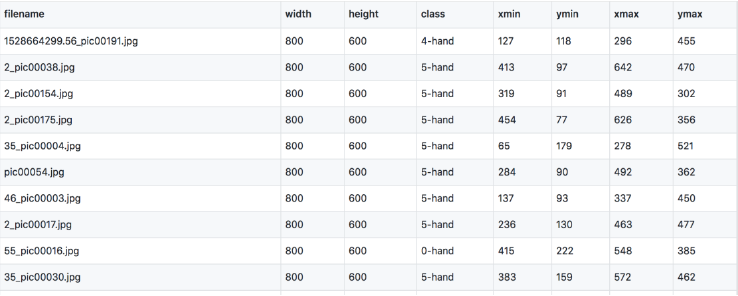 filename width height class xmin ymin xmax ymax
1528664299.56_pic00191.jpg 800 600 4-hand 127 118 296 455
2_pic00038.jpg 800 600 5-hand 413 97 642 470
2_pic00154.jpg 800 600 5-hand 319 91 489 302
2_pic00175.jpg 800 600 5-hand 454 77 626 356
35_pic00004.jpg 800 600 5-hand 65 179 278 521
pic00054.jpg 800 600 5-hand 284 90 492 362
46_pic00003.jpg 800 600 5-hand 137 93 337 450
2_pic00017.jpg 800 600 5-hand 236 130 463 477
55_pic00016.jpg 800 600 0-hand 415 222 548 385
35_pic00030.jpg 800 600 5-hand 383 159 572 462